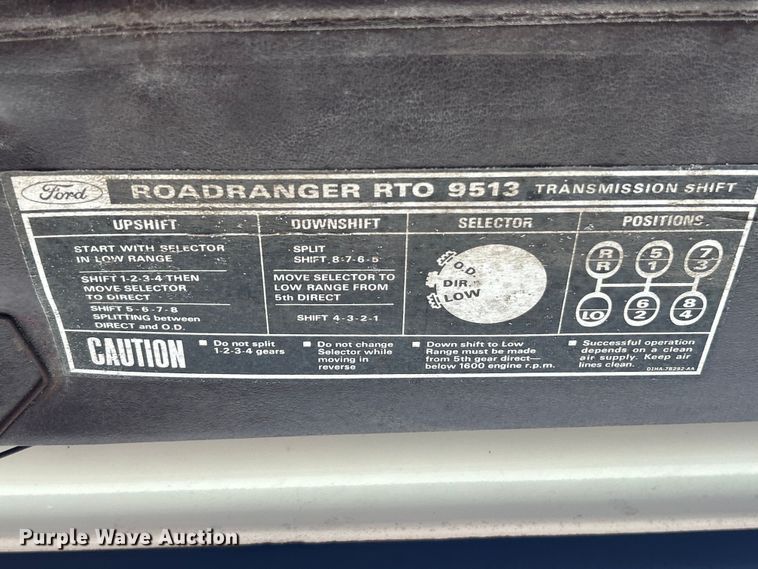 Ford ROADRANGER RTO 9513 TRANSMISSION SHIFT
UPSHIFT
START WITH SELECTOR
IN LOW RANGE
SHIFT 1-2-3-4 THEN
MOVE SELECTOR
TO DIRECT
SHIFT 5-6-7-8
SPLITTING between
DIRECT and O.D.
DOWNSHIFT
SPLIT
SHIFT 8-7-6-5
MOVE SELECTOR TO
LOW RANGE FROM
5th DIRECT
SHIFT 4-3-2-1
SELECTOR
O.D.
DIR.
LOW
POSITIONS
R 5 7
R 1 3
LO 6 8
2 4
CAUTION
■ Do not split
1-2-3-4 gears
■ Do not change
Selector while
moving in
reverse
■ Down shift to Low
Range must be made
from 5th gear direct—
below 1600 engine r.p.m.
■ Successful operation
depends on a clean
air supply. Keep air
lines clean.
D1HA-7B292-AA
Purple Wave Auction